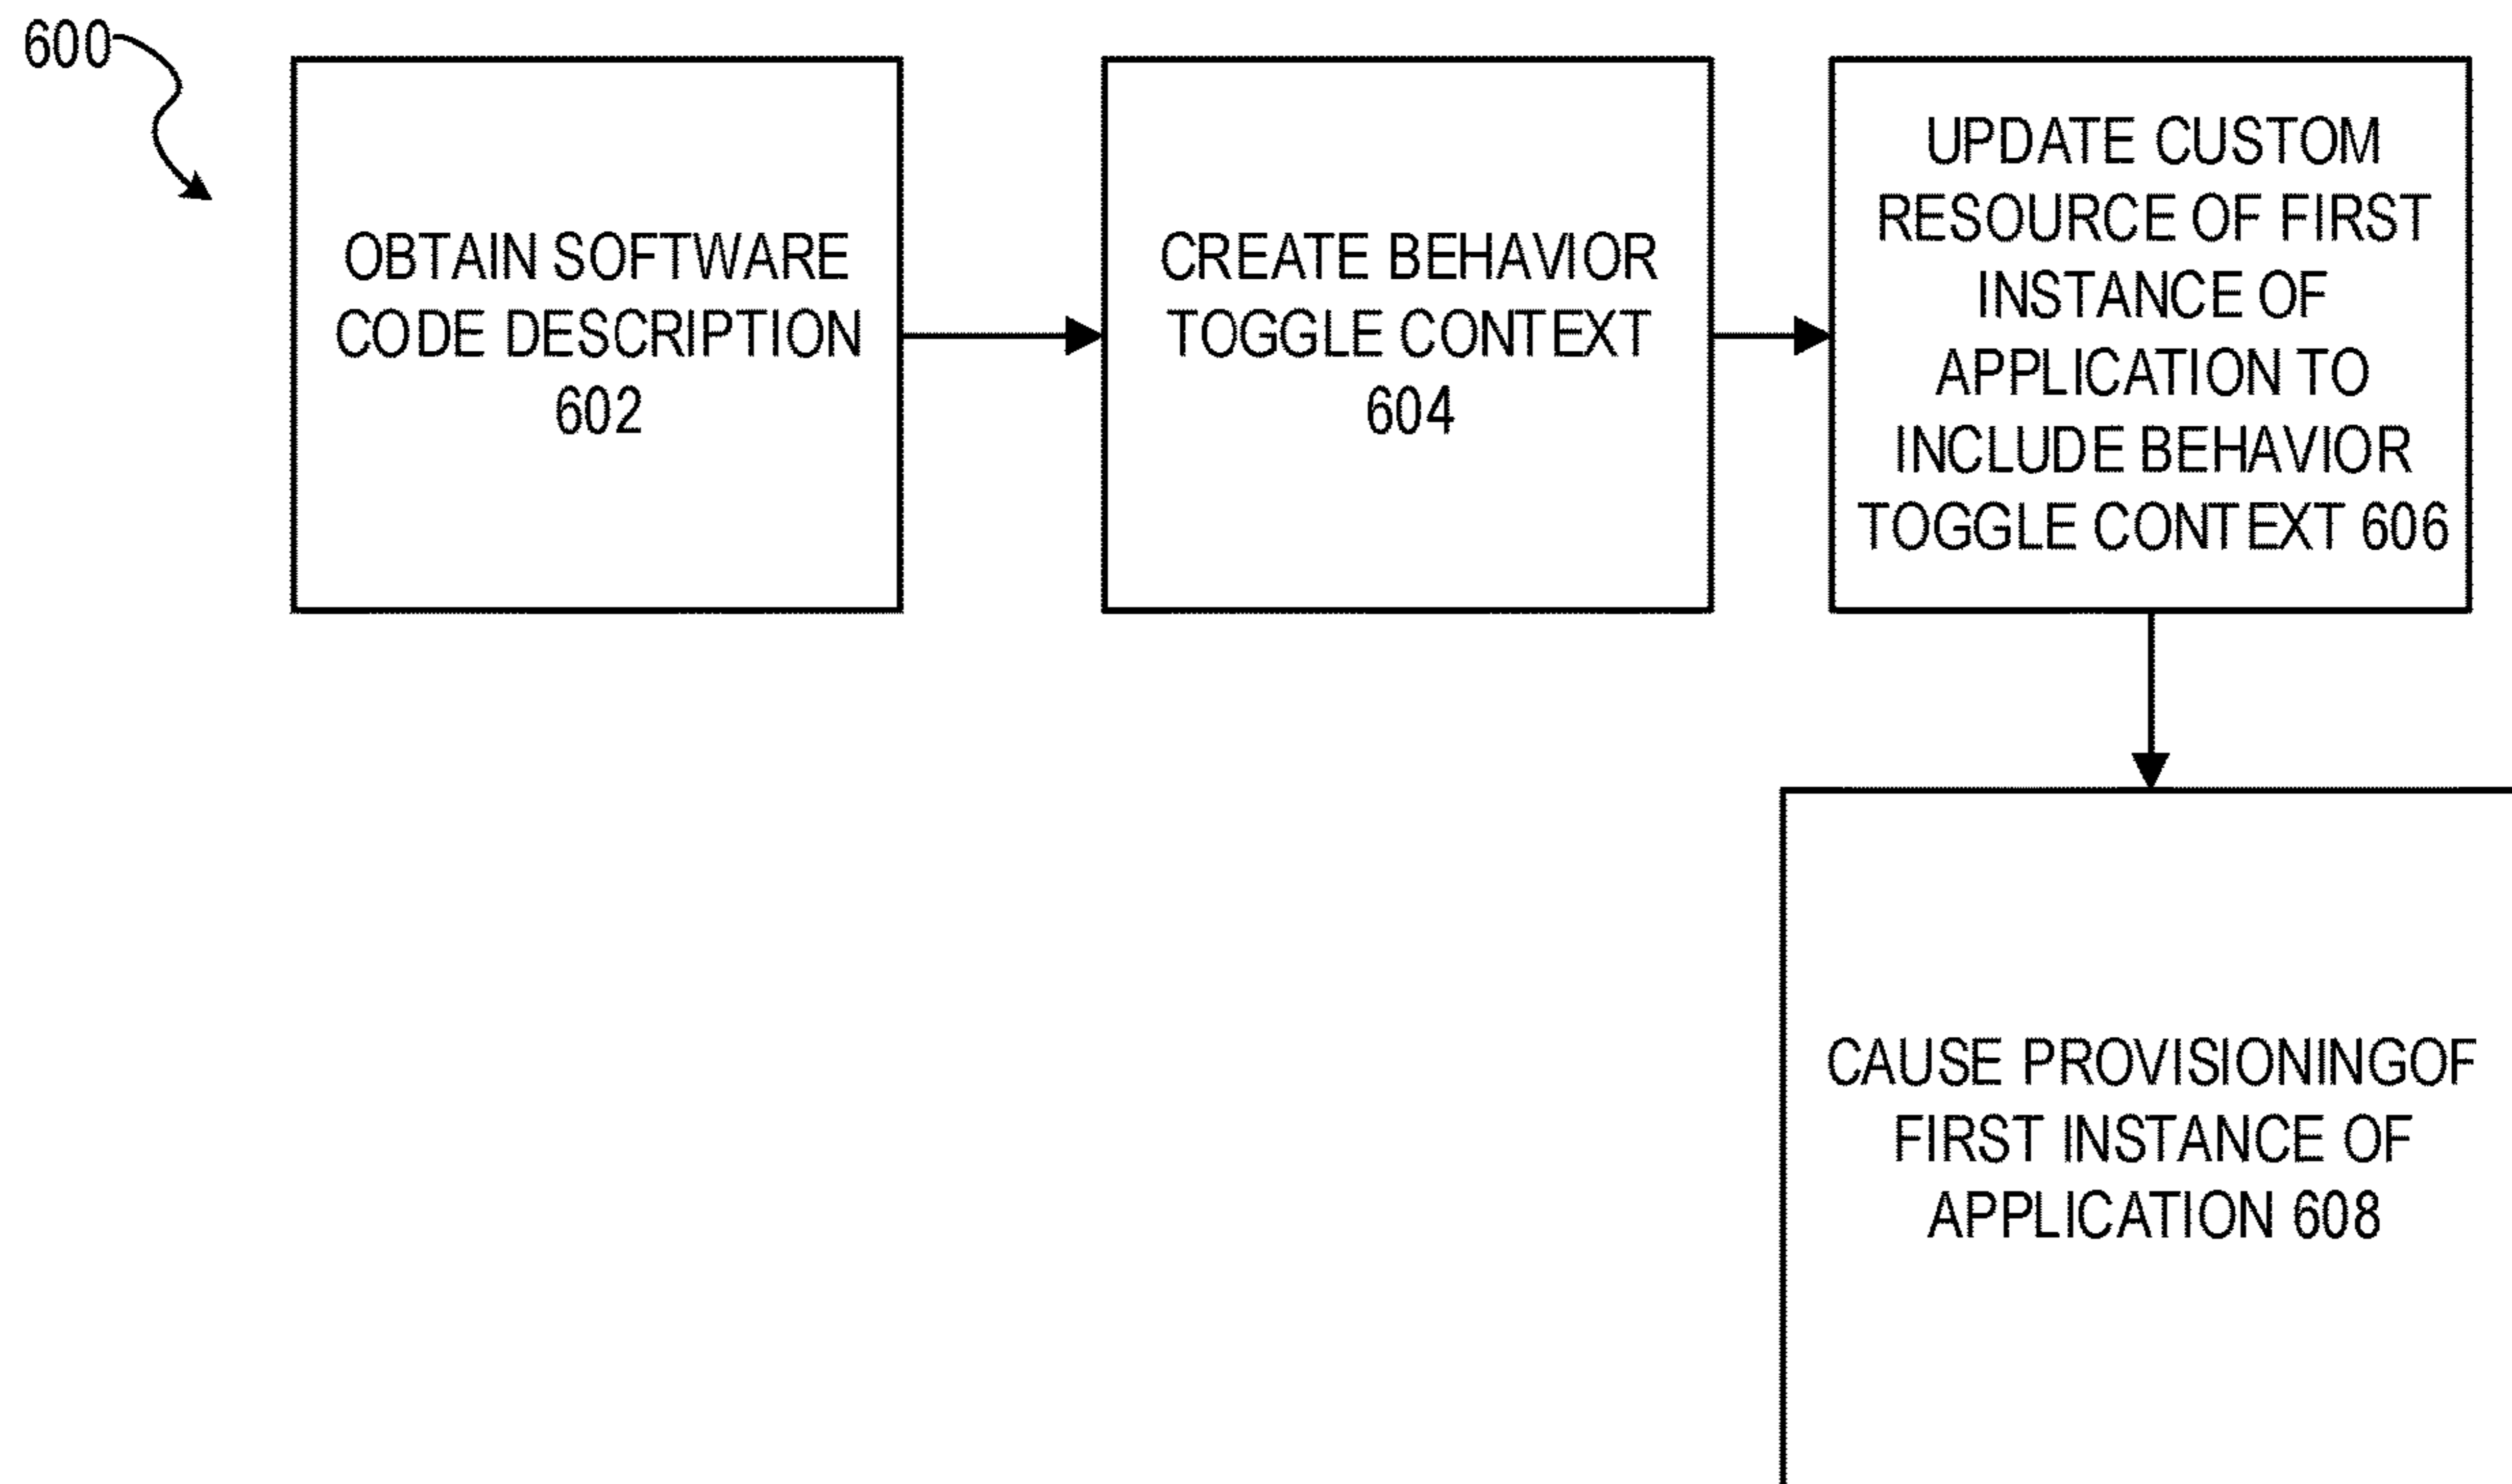 600
OBTAIN SOFTWARE
CODE DESCRIPTION
602
CREATE BEHAVIOR
TOGGLE CONTEXT
604
UPDATE CUSTOM
RESOURCE OF FIRST
INSTANCE OF
APPLICATION TO
INCLUDE BEHAVIOR
TOGGLE CONTEXT 606
CAUSE PROVISIONINGOF
FIRST INSTANCE OF
APPLICATION 608